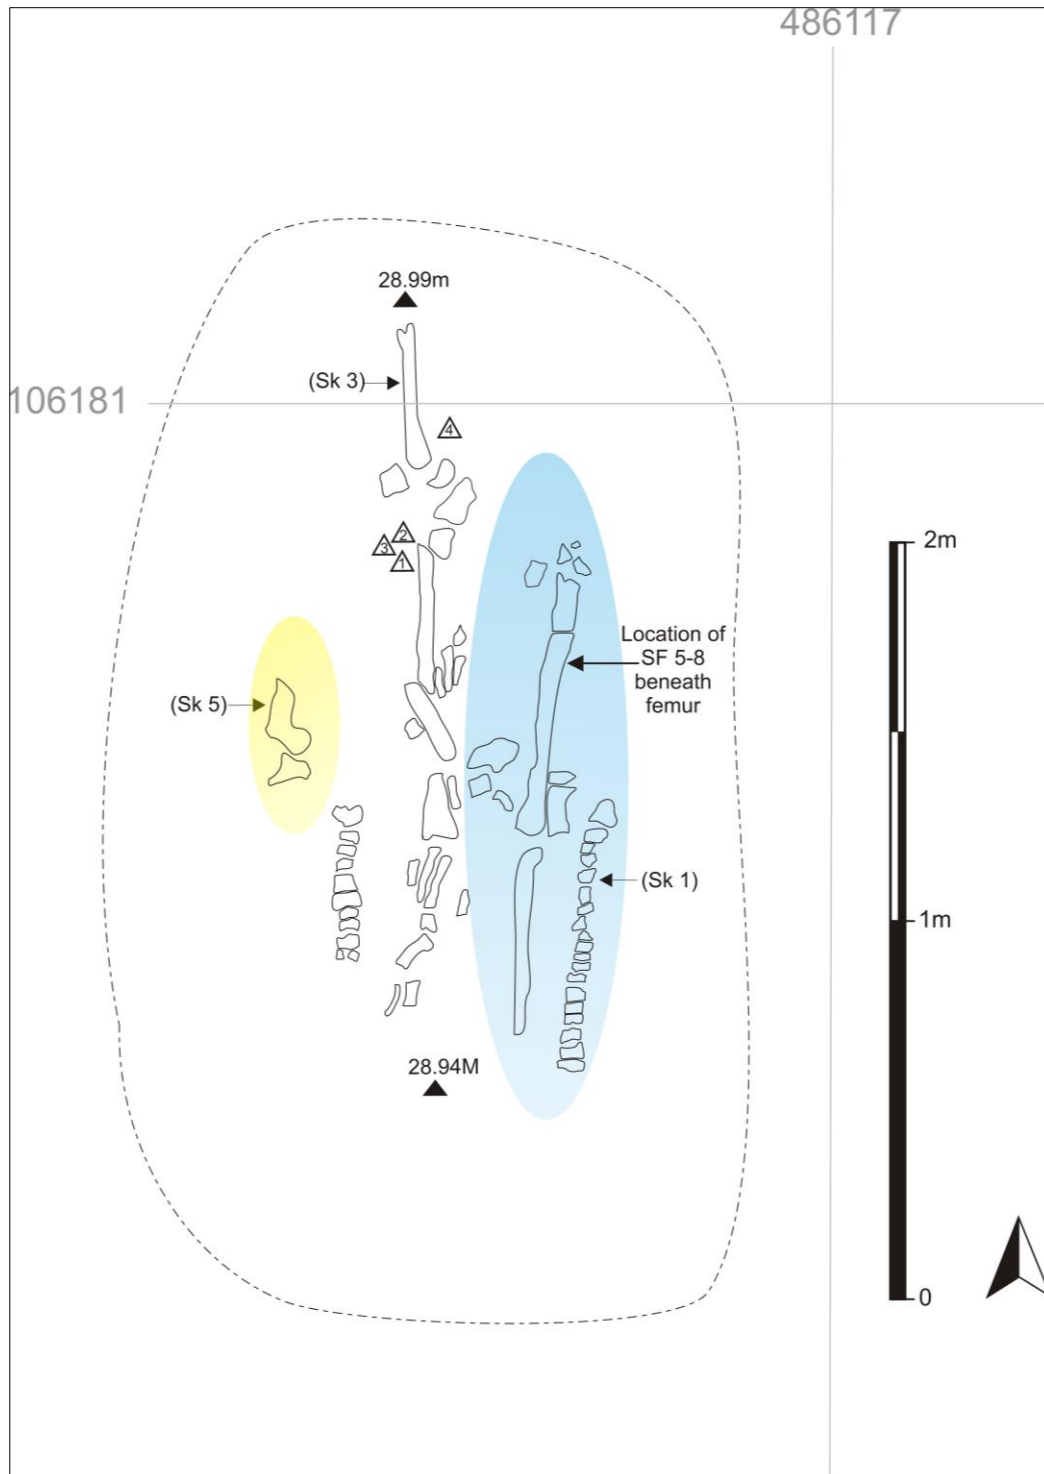 486117
28.99m
(Sk 3)
106181
4
2
3
1
2m
Location of
SF 5-8
beneath
femur
(Sk 5)
(Sk 1)
1m
28.94M
0